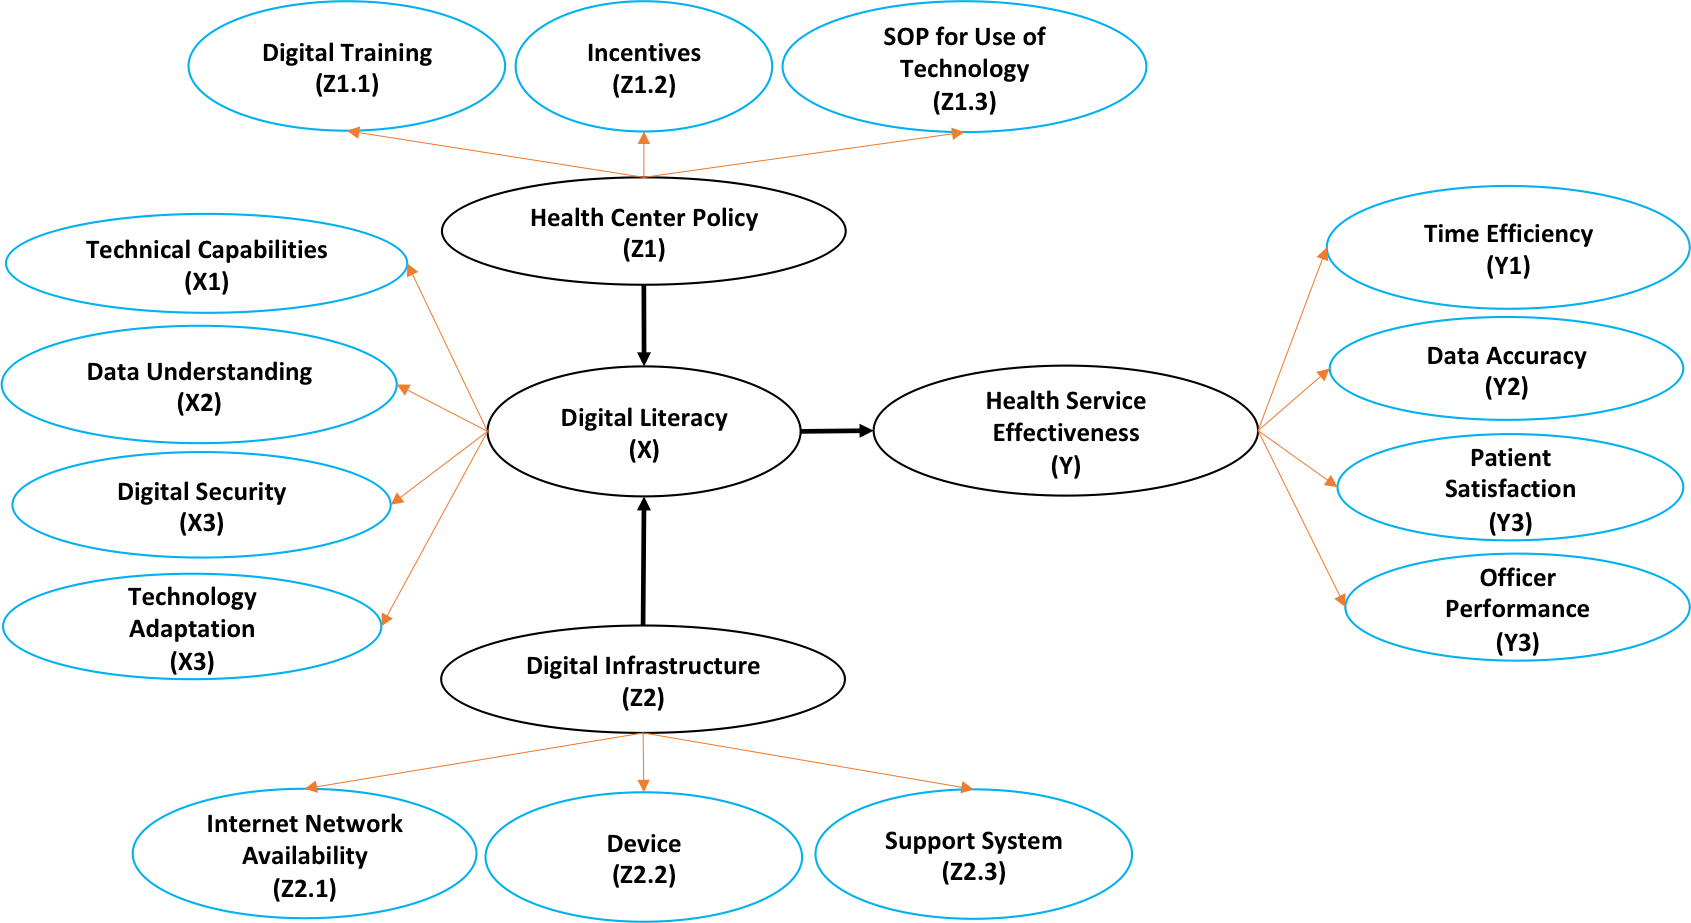 Digital Training
(Z1.1)
Incentives
(Z1.2)
SOP for Use of
Technology
(Z1.3)
Health Center Policy
(Z1)
Technical Capabilities
(X1)
Data Understanding
(X2)
Digital Security
(X3)
Technology
Adaptation
(X3)
Digital Literacy
(X)
Health Service
Effectiveness
(Y)
Time Efficiency
(Y1)
Data Accuracy
(Y2)
Patient
Satisfaction
(Y3)
Officer
Performance
(Y3)
Digital Infrastructure
(Z2)
Internet Network
Availability
(Z2.1)
Device
(Z2.2)
Support System
(Z2.3)